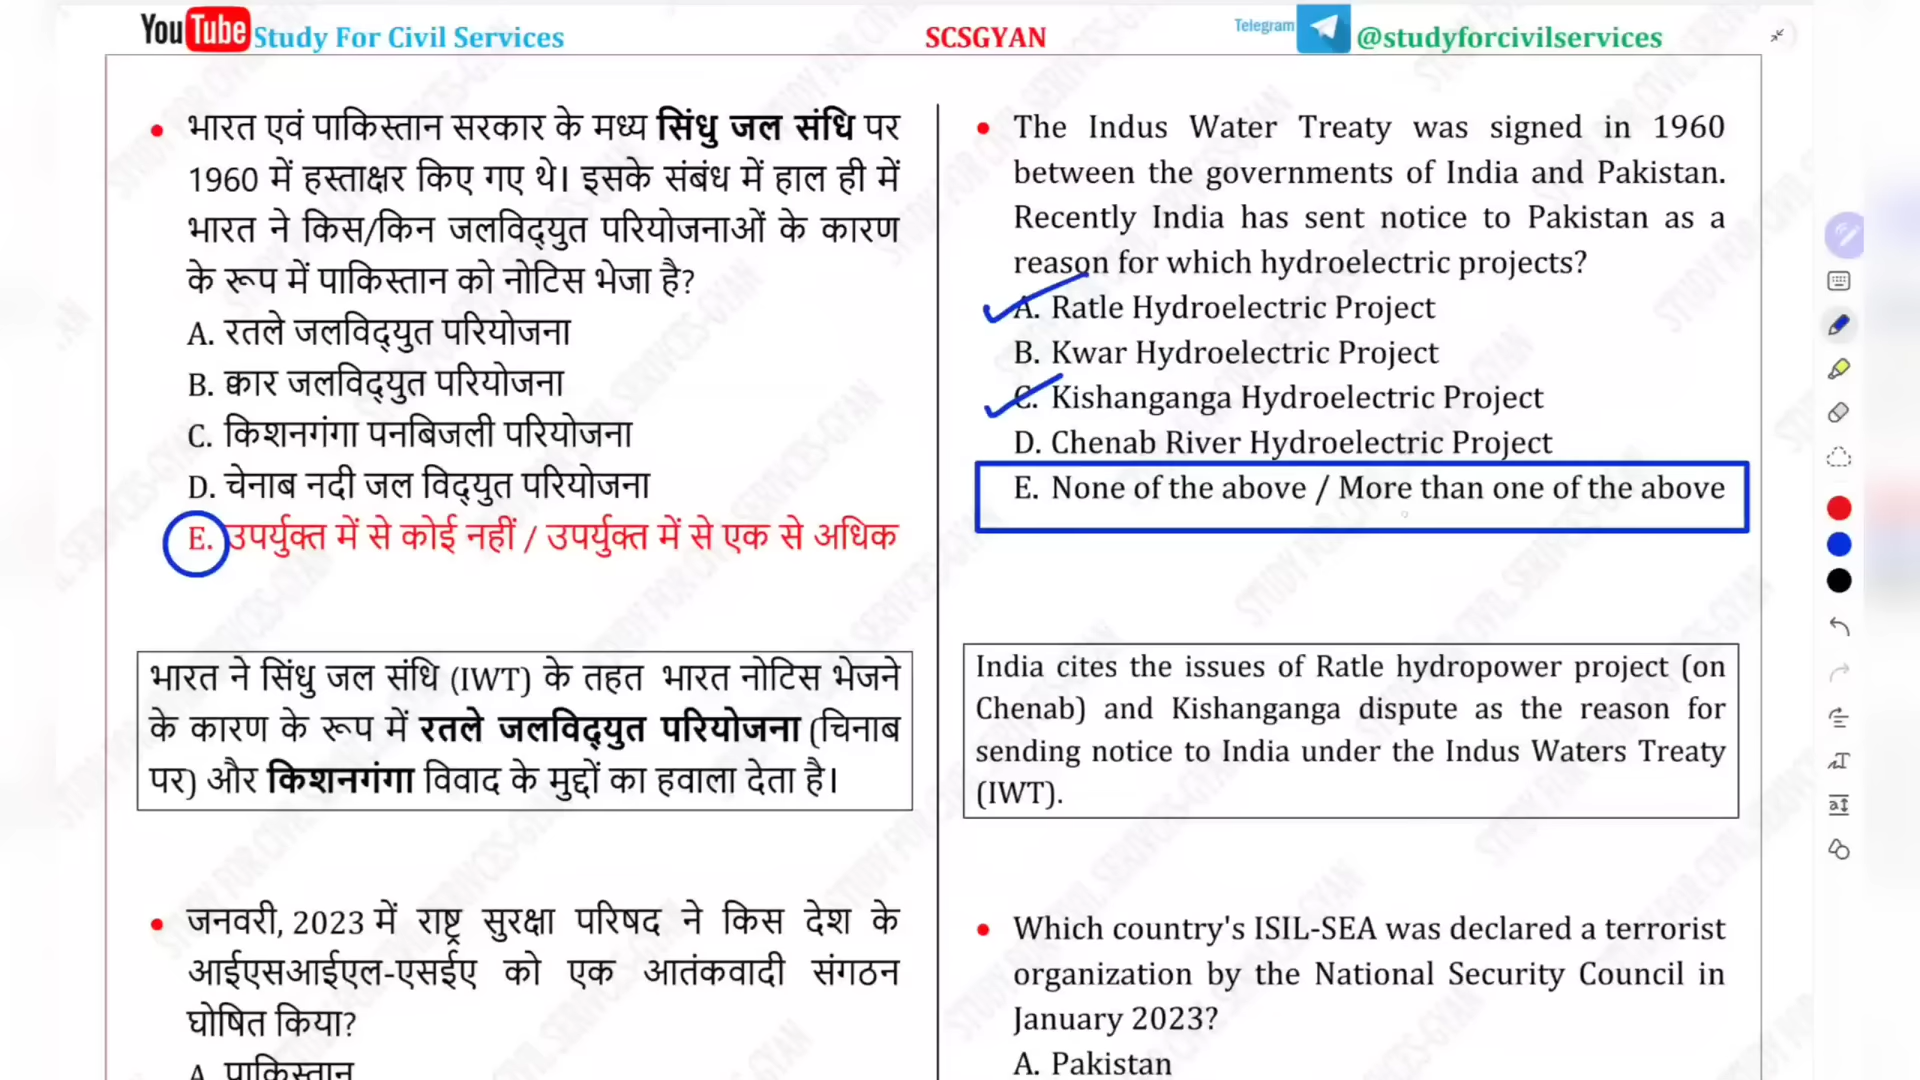 YouTube Study For Civil Services
SCSGYAN
Telegram @studyforcivilservices
भारत एवं पाकिस्तान सरकार के मध्य सिंधु जल संधि पर
1960 में हस्ताक्षर किए गए थे। इसके संबंध में हाल ही में
भारत ने किस/किन जलविद्युत परियोजनाओं के कारण
के रूप में पाकिस्तान को नोटिस भेजा है?
A. रतले जलविद्युत परियोजना
B. क्वार जलविद्युत परियोजना
C. किशनगंगा पनबिजली परियोजना
D. चेनाब नदी जल विद्युत परियोजना
E. उपर्युक्त में से कोई नहीं / उपर्युक्त में से एक से अधिक
भारत ने सिंधु जल संधि (IWT) के तहत भारत नोटिस भेजने
के कारण के रूप में रतले जलविद्युत परियोजना (चिनाब
पर) और किशनगंगा विवाद के मुद्दों का हवाला देता है।
जनवरी, 2023 में राष्ट्र सुरक्षा परिषद ने किस देश के
आईएसआईएल-एसईए को एक आतंकवादी संगठन
घोषित किया?
A. पाकिस्तान
The Indus Water Treaty was signed in 1960
between the governments of India and Pakistan.
Recently India has sent notice to Pakistan as a
reason for which hydroelectric projects?
A. Ratle Hydroelectric Project
B. Kwar Hydroelectric Project
C. Kishanganga Hydroelectric Project
D. Chenab River Hydroelectric Project
E. None of the above / More than one of the above
India cites the issues of Ratle hydropower project (on
Chenab) and Kishanganga dispute as the reason for
sending notice to India under the Indus Waters Treaty
(IWT).
Which country's ISIL-SEA was declared a terrorist
organization by the National Security Council in
January 2023?
A. Pakistan